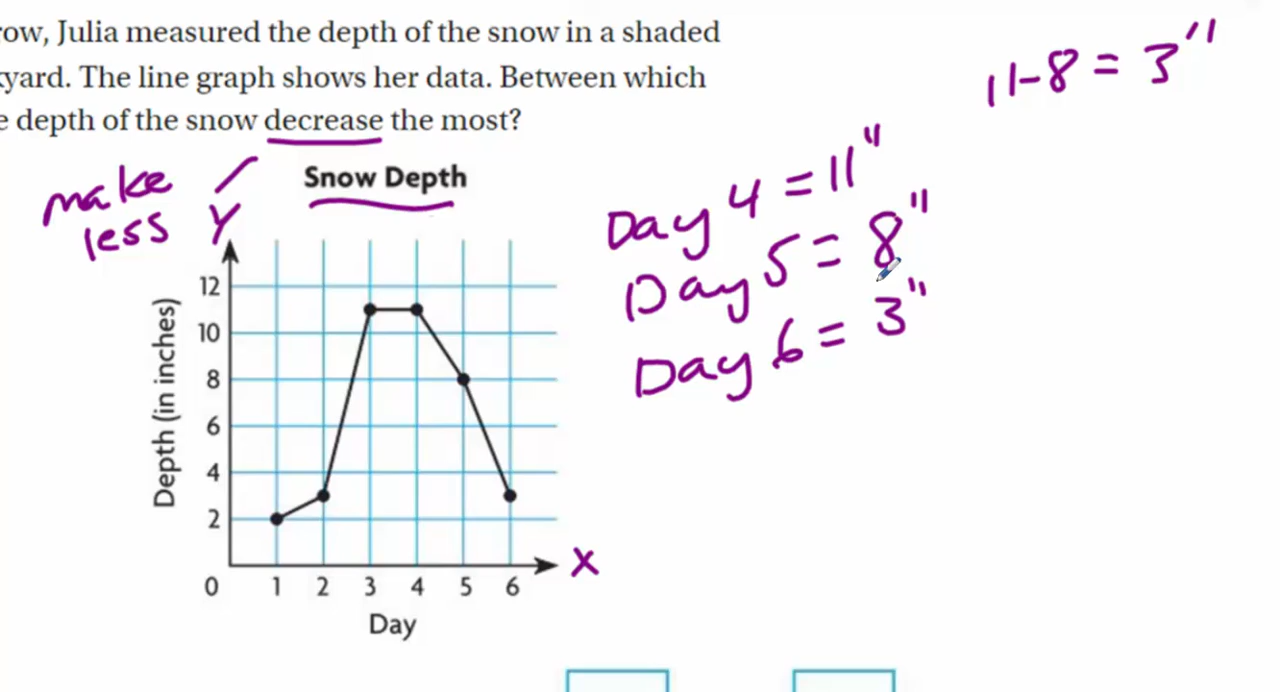 row, Julia measured the depth of the snow in a shaded
yard. The line graph shows her data. Between which
e depth of the snow decrease the most?
11-8 = 3"
make
less
Snow Depth
Y
Day 4 = 11"
Day 5 = 8"
Day 6 = 3"
Depth (in inches)
12
10
8
6
4
2
0 1 2 3 4 5 6
X
Day